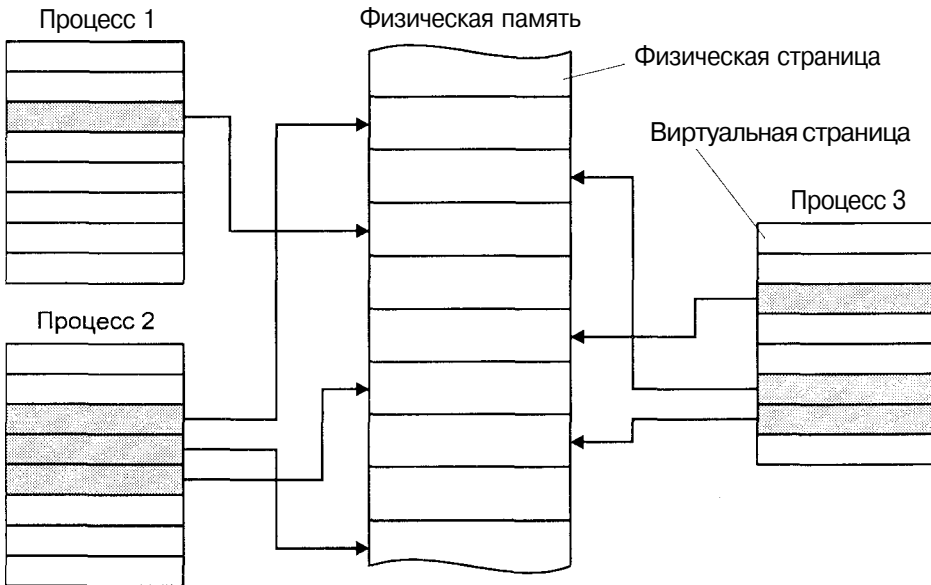 Процесс 1
Физическая память
Физическая страница
Виртуальная страница
Процесс 3
Процесс 2